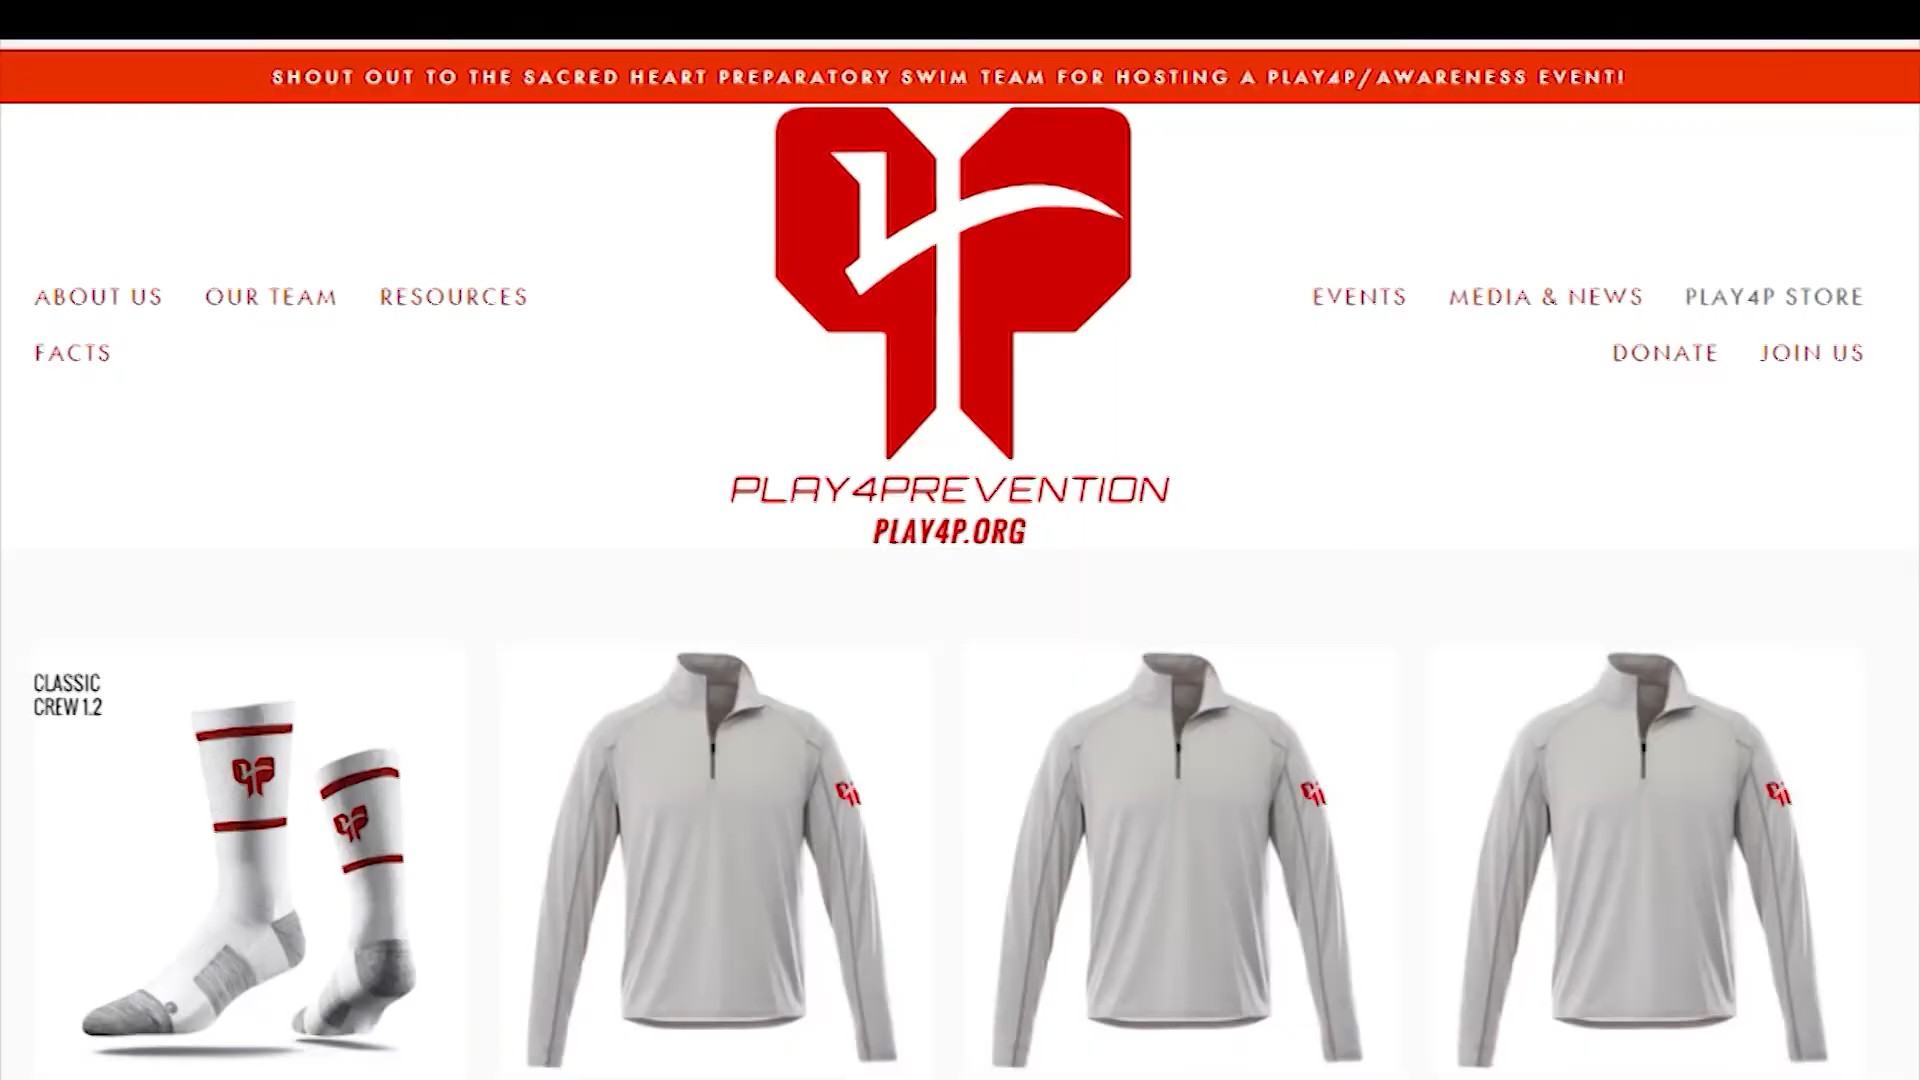 SHOUT OUT TO THE SACRED HEART PREPARATORY SWIM TEAM FOR HOSTING A PLAY4P/AWARENESS EVENT!
ABOUT US OUR TEAM RESOURCES
FACTS
EVENTS MEDIA & NEWS PLAY4P STORE
DONATE JOIN US
4P
PLAY4PREVENTION
PLAY4P.ORG
CLASSIC
CREW 1.2